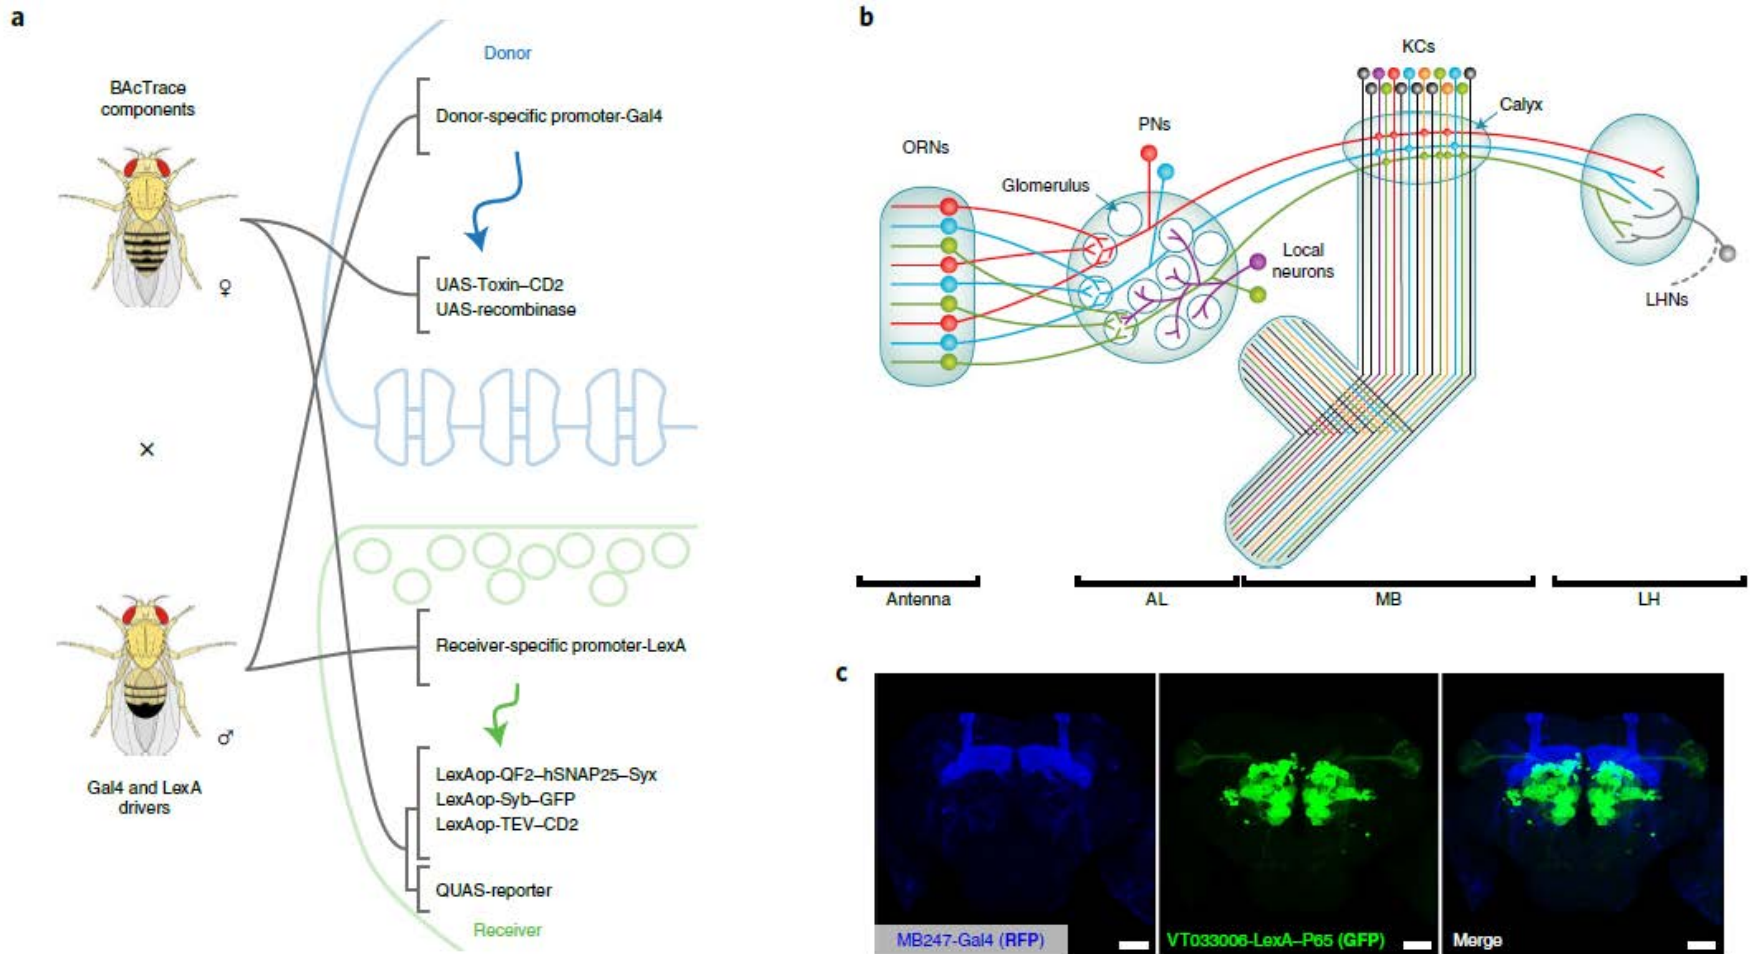 a
BAcTrace
components
♀
×
♂
Gal4 and LexA
drivers
Donor
Donor-specific promoter-Gal4
UAS-Toxin–CD2
UAS-recombinase
Receiver-specific promoter-LexA
LexAop-QF2–hSNAP25–Syx
LexAop-Syb–GFP
LexAop-TEV–CD2
QUAS-reporter
Receiver
b
KCs
Calyx
PNs
ORNs
Glomerulus
Local
neurons
LHNs
Antenna
AL
MB
LH
c
MB247-Gal4 (RFP)
VT033006-LexA–P65 (GFP)
Merge